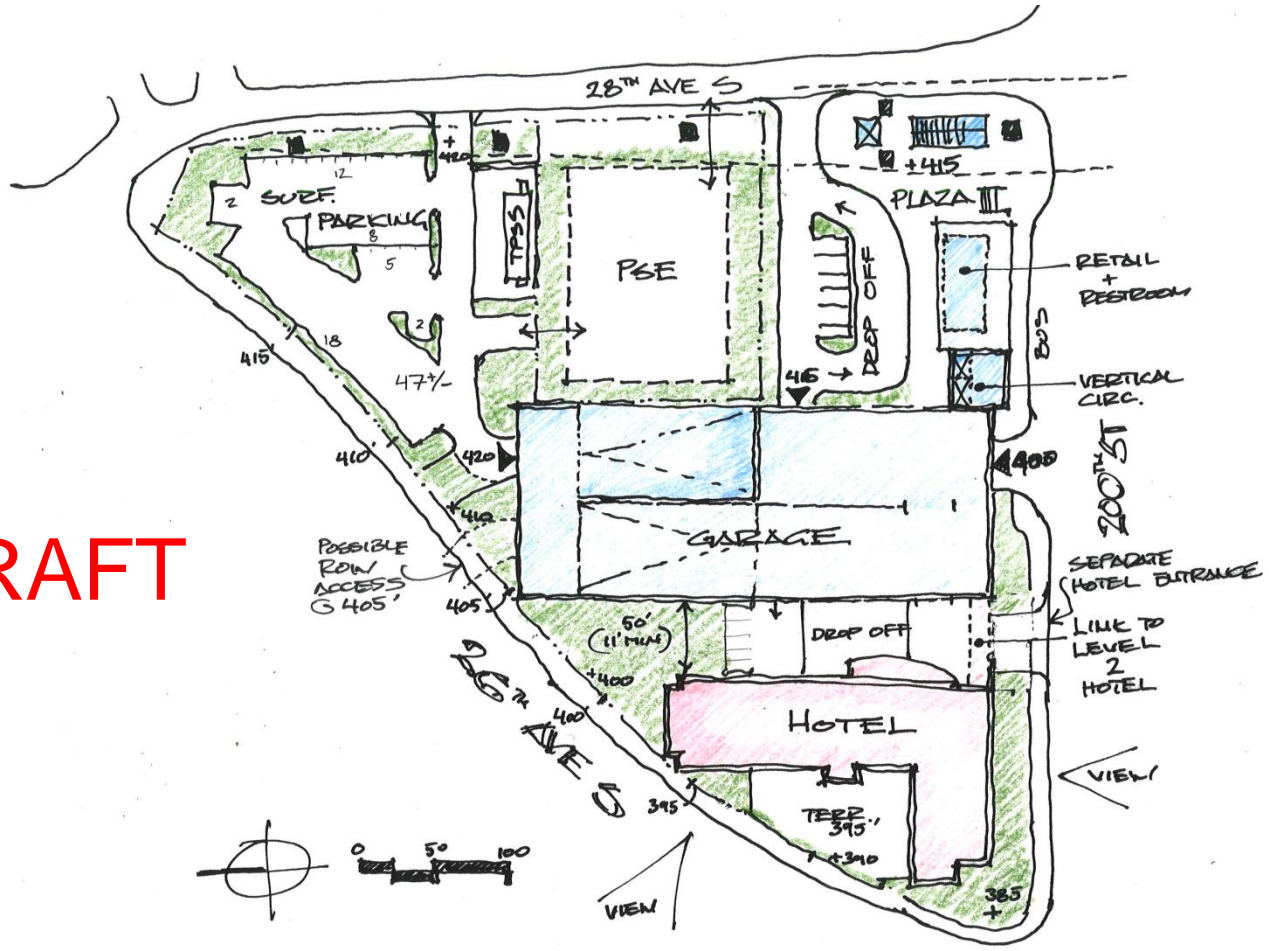 28TH AVE S
+
420
+415
12
SURF.
PARKING
2
8
5
TPSS
PSE
PLAZA III
DROP OFF
RETAIL
+
RESTROOM
BUS
2
18
415
47+/-
415
VERTICAL
CIRC.
410
420
400
200TH ST
+410
GARAGE
RAFT
POSSIBLE
ROW
ACCESS
@ 405'
405
SEPARATE
HOTEL ENTRANCE
50'
(11' MIN)
DROP OFF
LINK TO
LEVEL
2
HOTEL
+400
400
26TH AVE S
HOTEL
VIEW
395
TERR.
395'
+390
0 50 100
385
+
VIEW